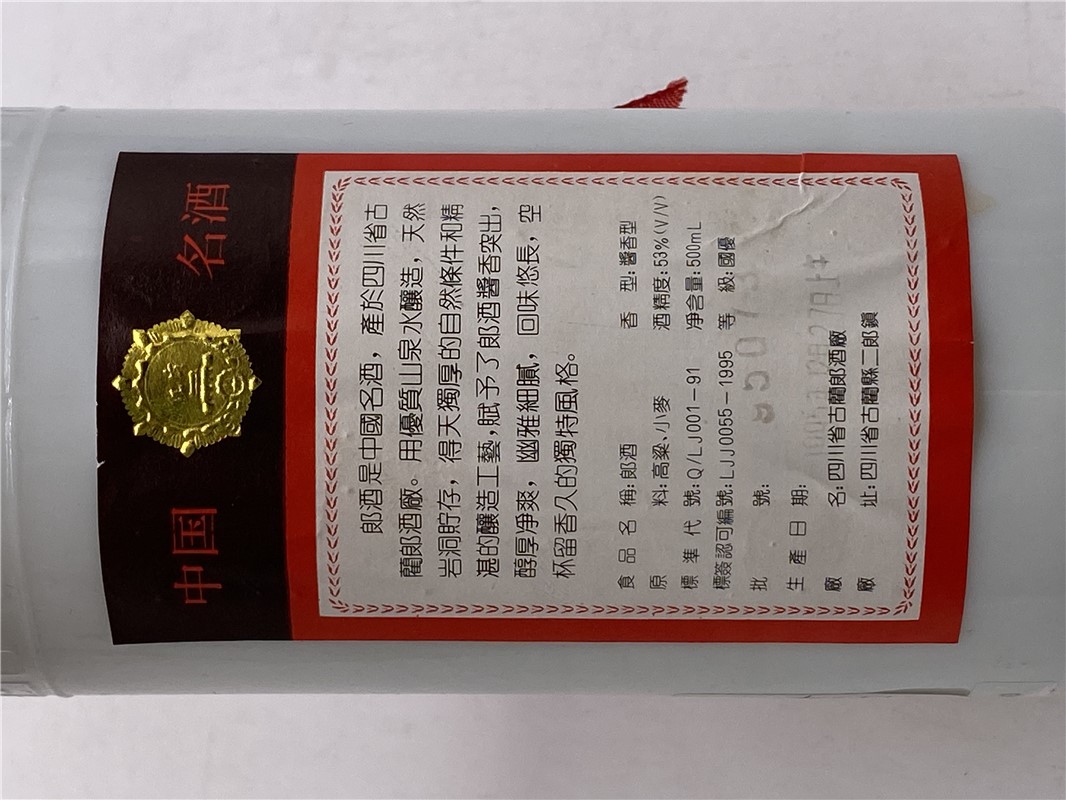 中国 名酒
郎酒是中國名酒，產於四川省古
藺郎酒廠。用優質山泉水釀造，天然
岩洞貯存，得天獨厚的自然條件和精
湛的釀造工藝，賦予了郎酒醬香突出，
醇厚凈爽，幽雅細膩，回味悠長，空
杯留香久的獨特風格。
食品名稱：郎酒 香型：醬香型
原料：高粱、小麥 酒精度：53%(V/V)
標準代號：Q/LJ001－91 凈含量：500mL
標簽認可編號：LJJ0055－1995 等級：國優
批號：
生產日期：
廠名：四川省古藺郎酒廠
廠址：四川省古藺縣二郎鎮